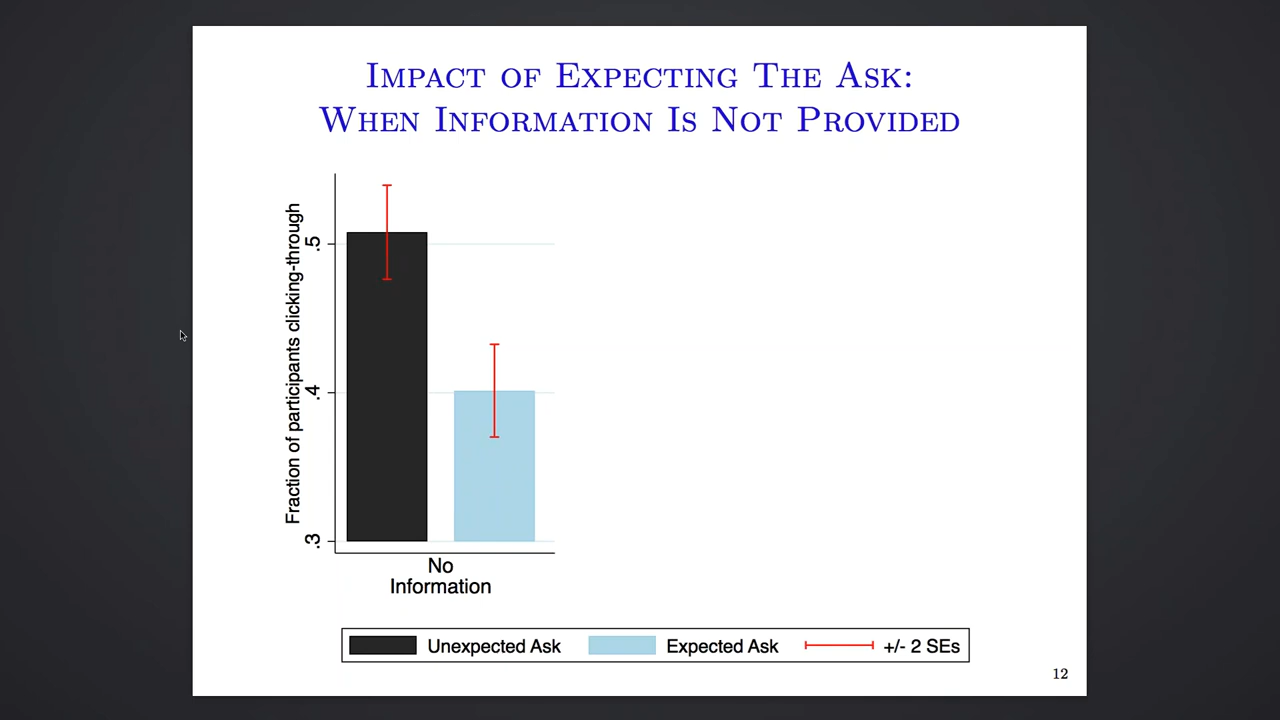 Impact of Expecting The Ask:
When Information Is Not Provided
Fraction of participants clicking-through
.5
.4
.3
No
Information
Unexpected Ask
Expected Ask
+/- 2 SEs
12